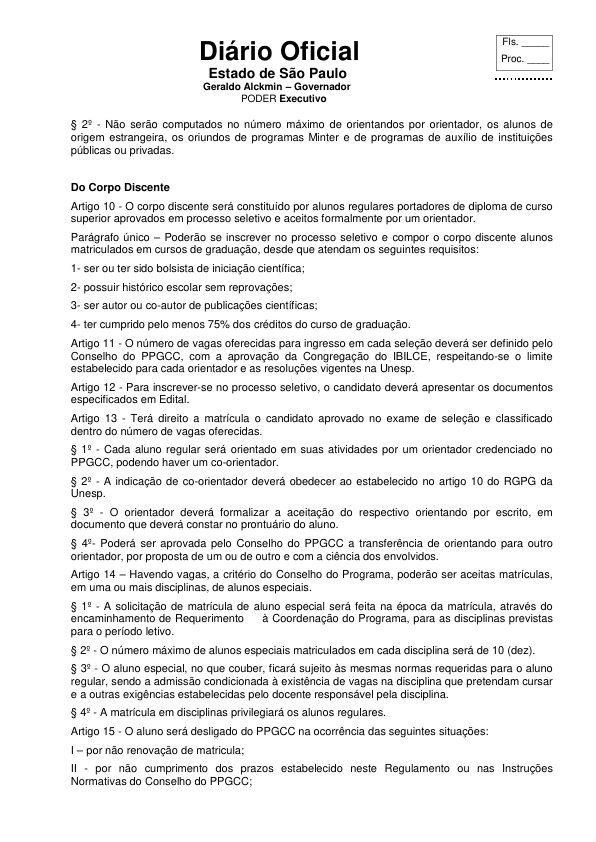 Diário Oficial
Estado de São Paulo
Geraldo Alckmin – Governador
PODER Executivo
Fls. _____
Proc. ____
§ 2º - Não serão computados no número máximo de orientandos por orientador, os alunos de
origem estrangeira, os oriundos de programas Minter e de programas de auxílio de instituições
públicas ou privadas.
Do Corpo Discente
Artigo 10 - O corpo discente será constituído por alunos regulares portadores de diploma de curso
superior aprovados em processo seletivo e aceitos formalmente por um orientador.
Parágrafo único – Poderão se inscrever no processo seletivo e compor o corpo discente alunos
matriculados em cursos de graduação, desde que atendam os seguintes requisitos:
1- ser ou ter sido bolsista de iniciação científica;
2- possuir histórico escolar sem reprovações;
3- ser autor ou co-autor de publicações científicas;
4- ter cumprido pelo menos 75% dos créditos do curso de graduação.
Artigo 11 - O número de vagas oferecidas para ingresso em cada seleção deverá ser definido pelo
Conselho do PPGCC, com a aprovação da Congregação do IBILCE, respeitando-se o limite
estabelecido para cada orientador e as resoluções vigentes na Unesp.
Artigo 12 - Para inscrever-se no processo seletivo, o candidato deverá apresentar os documentos
especificados em Edital.
Artigo 13 - Terá direito a matrícula o candidato aprovado no exame de seleção e classificado
dentro do número de vagas oferecidas.
§ 1º - Cada aluno regular será orientado em suas atividades por um orientador credenciado no
PPGCC, podendo haver um co-orientador.
§ 2º - A indicação de co-orientador deverá obedecer ao estabelecido no artigo 10 do RGPG da
Unesp.
§ 3º - O orientador deverá formalizar a aceitação do respectivo orientando por escrito, em
documento que deverá constar no prontuário do aluno.
§ 4º- Poderá ser aprovada pelo Conselho do PPGCC a transferência de orientando para outro
orientador, por proposta de um ou de outro e com a ciência dos envolvidos.
Artigo 14 – Havendo vagas, a critério do Conselho do Programa, poderão ser aceitas matrículas,
em uma ou mais disciplinas, de alunos especiais.
§ 1º - A solicitação de matrícula de aluno especial será feita na época da matrícula, através do
encaminhamento de Requerimento à Coordenação do Programa, para as disciplinas previstas
para o período letivo.
§ 2º - O número máximo de alunos especiais matriculados em cada disciplina será de 10 (dez).
§ 3º - O aluno especial, no que couber, ficará sujeito às mesmas normas requeridas para o aluno
regular, sendo a admissão condicionada à existência de vagas na disciplina que pretendam cursar
e a outras exigências estabelecidas pelo docente responsável pela disciplina.
§ 4º - A matrícula em disciplinas privilegiará os alunos regulares.
Artigo 15 - O aluno será desligado do PPGCC na ocorrência das seguintes situações:
I – por não renovação de matricula;
II - por não cumprimento dos prazos estabelecido neste Regulamento ou nas Instruções
Normativas do Conselho do PPGCC;